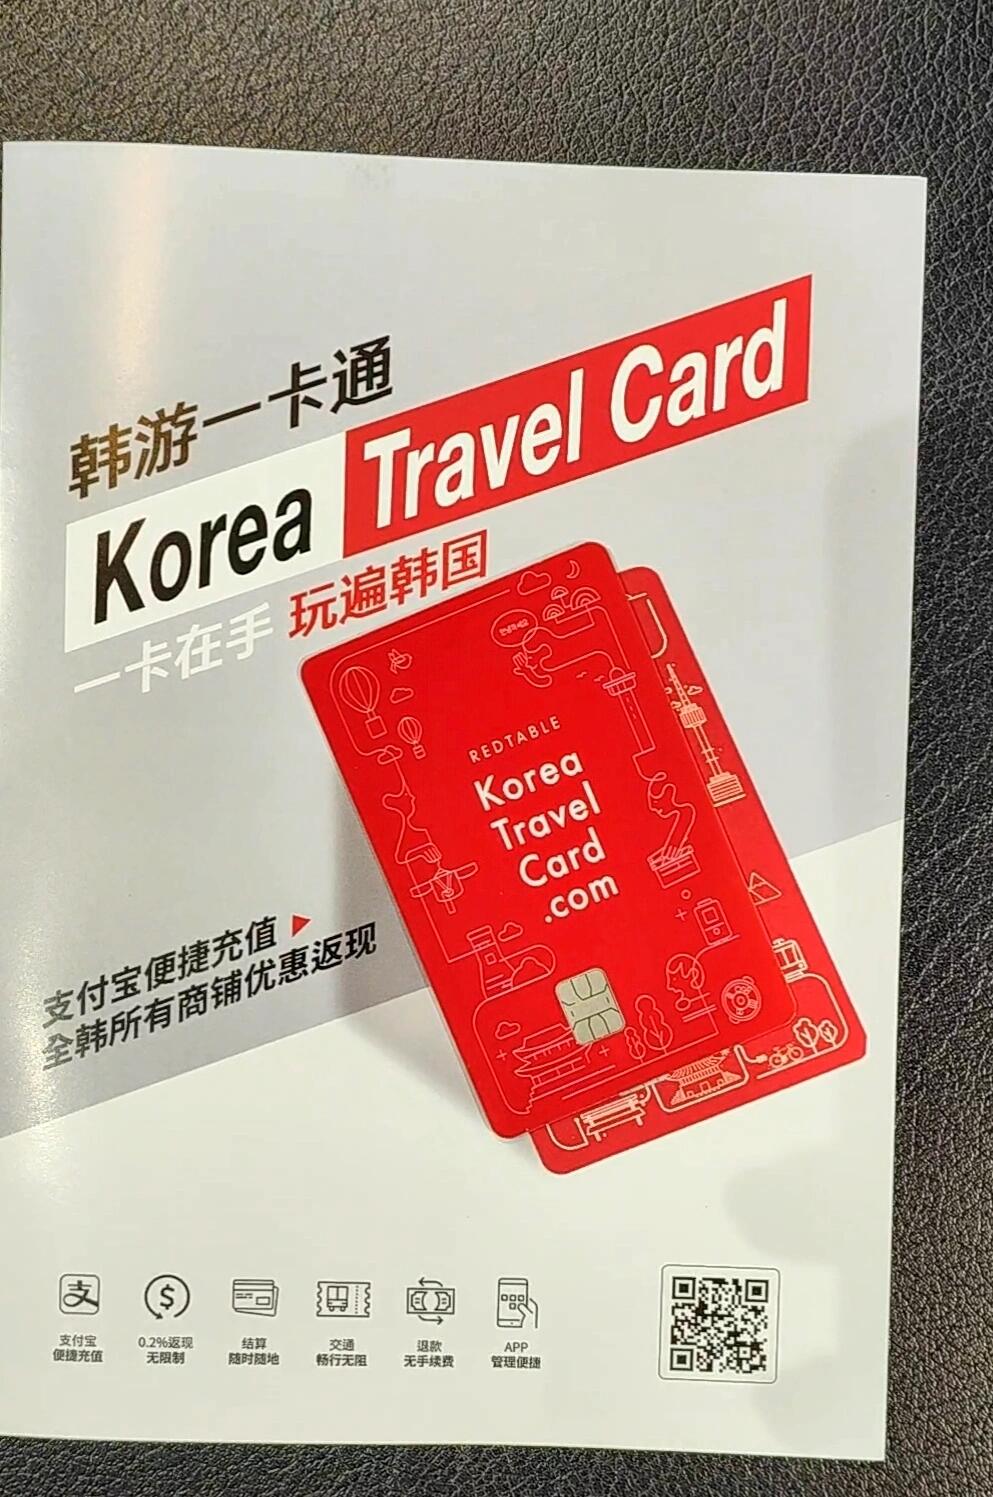 韩游一卡通
Korea Travel Card
一卡在手 玩遍韩国
REDTABLE
Korea
Travel
Card
.com
支付宝便捷充值
全韩所有商铺优惠返现
支
$
支付宝
便捷充值
0.2%返现
无限制
结算
随时随地
交通
畅行无阻
退款
无手续费
APP
管理便捷